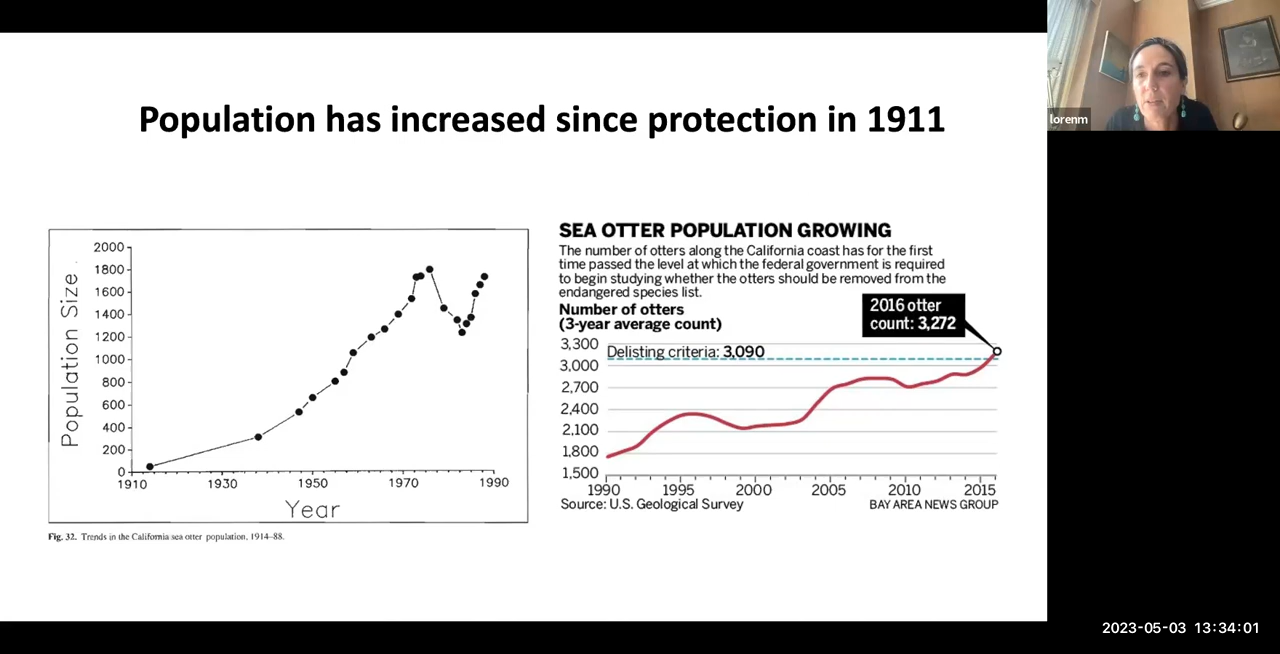 Population has increased since protection in 1911
lorenm
Population Size
2000
1800
1600
1400
1200
1000
800
600
400
200
0
1910 1930 1950 1970 1990
Year
Fig. 32. Trends in the California sea otter population, 1914–88.
SEA OTTER POPULATION GROWING
The number of otters along the California coast has for the first
time passed the level at which the federal government is required
to begin studying whether the otters should be removed from the
endangered species list.
Number of otters
(3-year average count)
2016 otter
count: 3,272
3,300
Delisting criteria: 3,090
3,000
2,700
2,400
2,100
1,800
1,500
1990 1995 2000 2005 2010 2015
Source: U.S. Geological Survey BAY AREA NEWS GROUP
2023-05-03 13:34:01